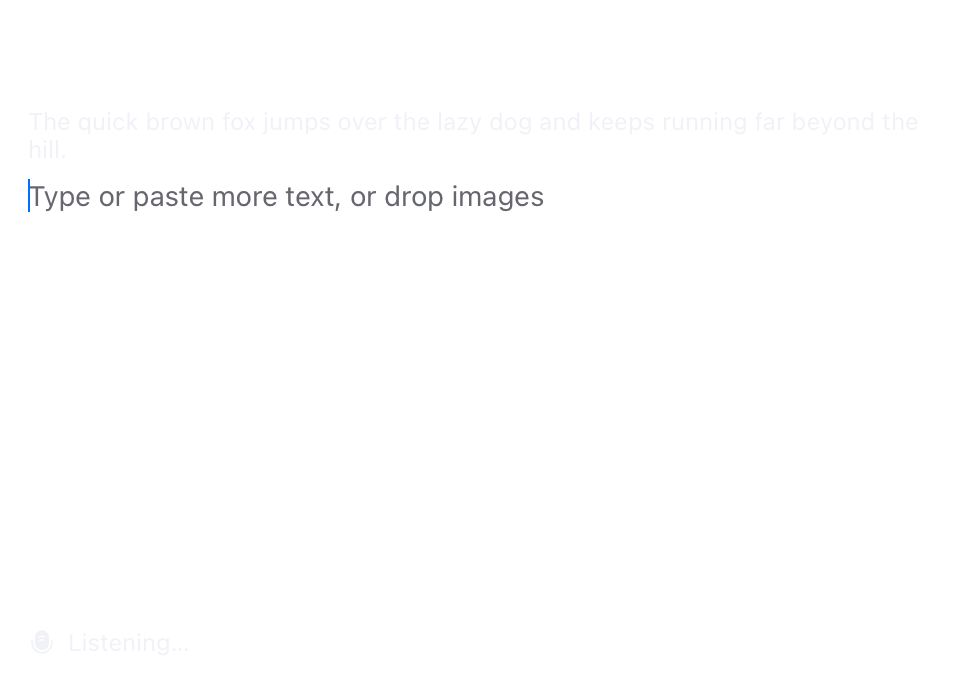 The quick brown fox jumps over the lazy dog and keeps running far beyond the
hill.
Type or paste more text, or drop images
Listening...